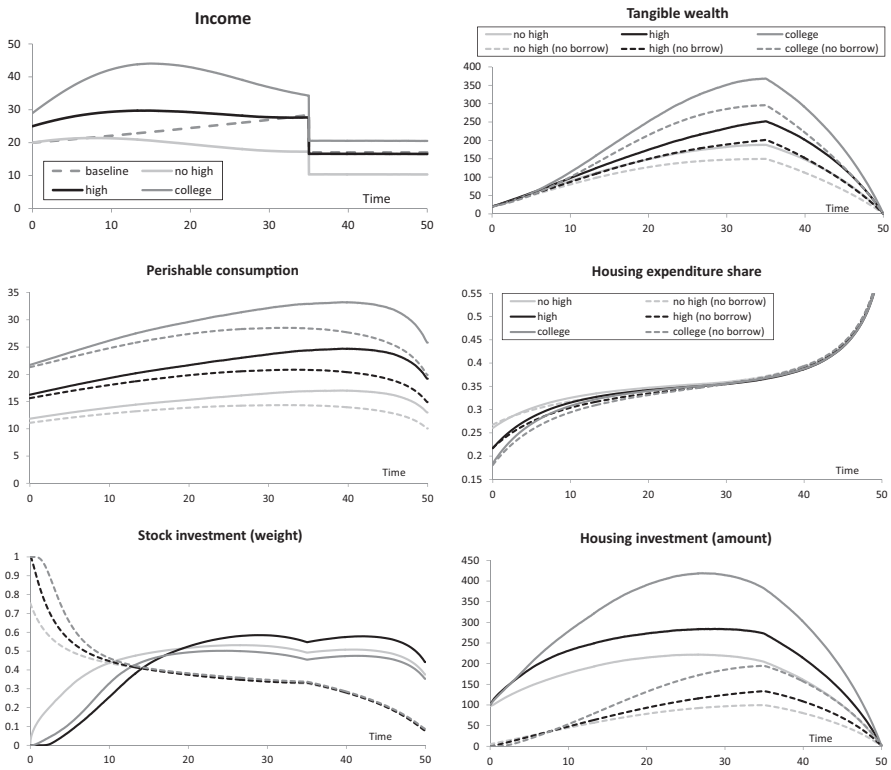 Income
50
40
30
20
10
0
baseline no high
high college
Time
0 10 20 30 40 50
Tangible wealth
no high high college
no high (no borrow) high (no brrow) college (no borrow)
400
350
300
250
200
150
100
50
0
Time
0 10 20 30 40 50
Perishable consumption
35
30
25
20
15
10
5
0
Time
0 10 20 30 40 50
Housing expenditure share
0.55
0.5
0.45
0.4
0.35
0.3
0.25
0.2
0.15
no high no high (no borrow)
high high (no borrow)
college college (no borrow)
Time
0 10 20 30 40 50
Stock investment (weight)
1
0.9
0.8
0.7
0.6
0.5
0.4
0.3
0.2
0.1
0
Time
0 10 20 30 40 50
Housing investment (amount)
450
400
350
300
250
200
150
100
50
0
Time
0 10 20 30 40 50